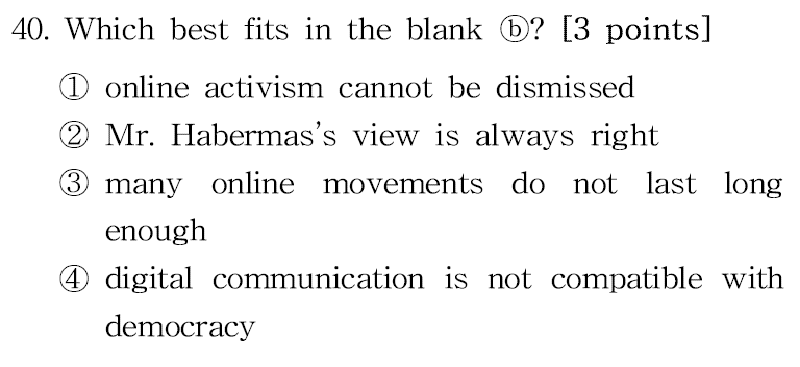 40. Which best fits in the blank ⓑ? [3 points]
① online activism cannot be dismissed
② Mr. Habermas's view is always right
③ many online movements do not last long
enough
④ digital communication is not compatible with
democracy